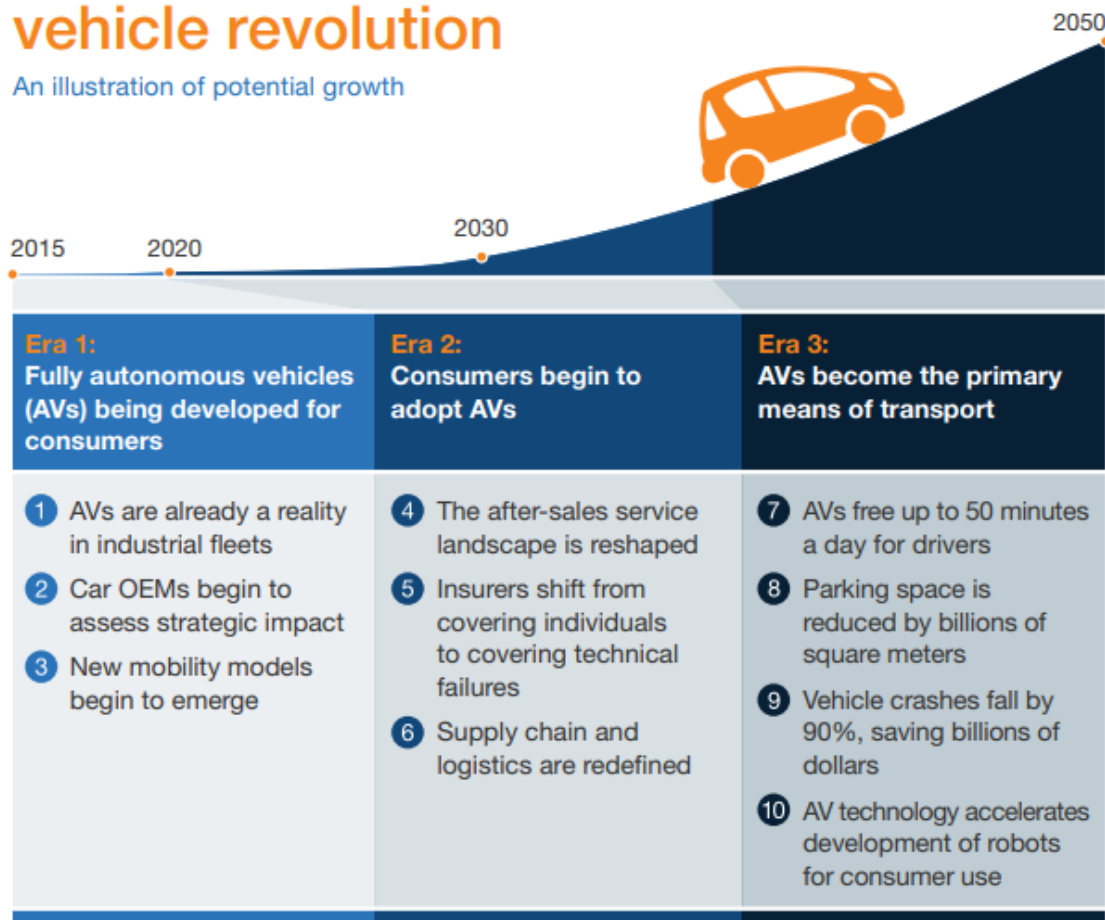 vehicle revolution
An illustration of potential growth
2050
2030
2015
2020
Era 1:
Fully autonomous vehicles
(AVs) being developed for
consumers
1 AVs are already a reality
in industrial fleets
2 Car OEMs begin to
assess strategic impact
3 New mobility models
begin to emerge
Era 2:
Consumers begin to
adopt AVs
4 The after-sales service
landscape is reshaped
5 Insurers shift from
covering individuals
to covering technical
failures
6 Supply chain and
logistics are redefined
Era 3:
AVs become the primary
means of transport
7 AVs free up to 50 minutes
a day for drivers
8 Parking space is
reduced by billions of
square meters
9 Vehicle crashes fall by
90%, saving billions of
dollars
10 AV technology accelerates
development of robots
for consumer use